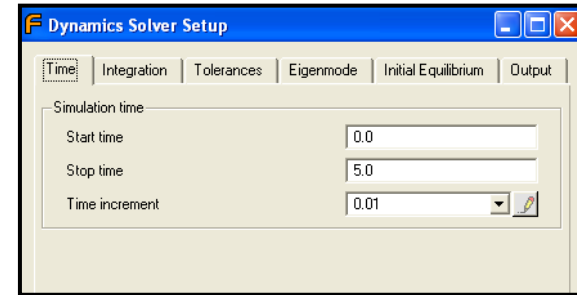 Dynamics Solver Setup
Time Integration Tolerances Eigenmode Initial Equilibrium Output
Simulation time
Start time 0.0
Stop time 5.0
Time increment 0.01